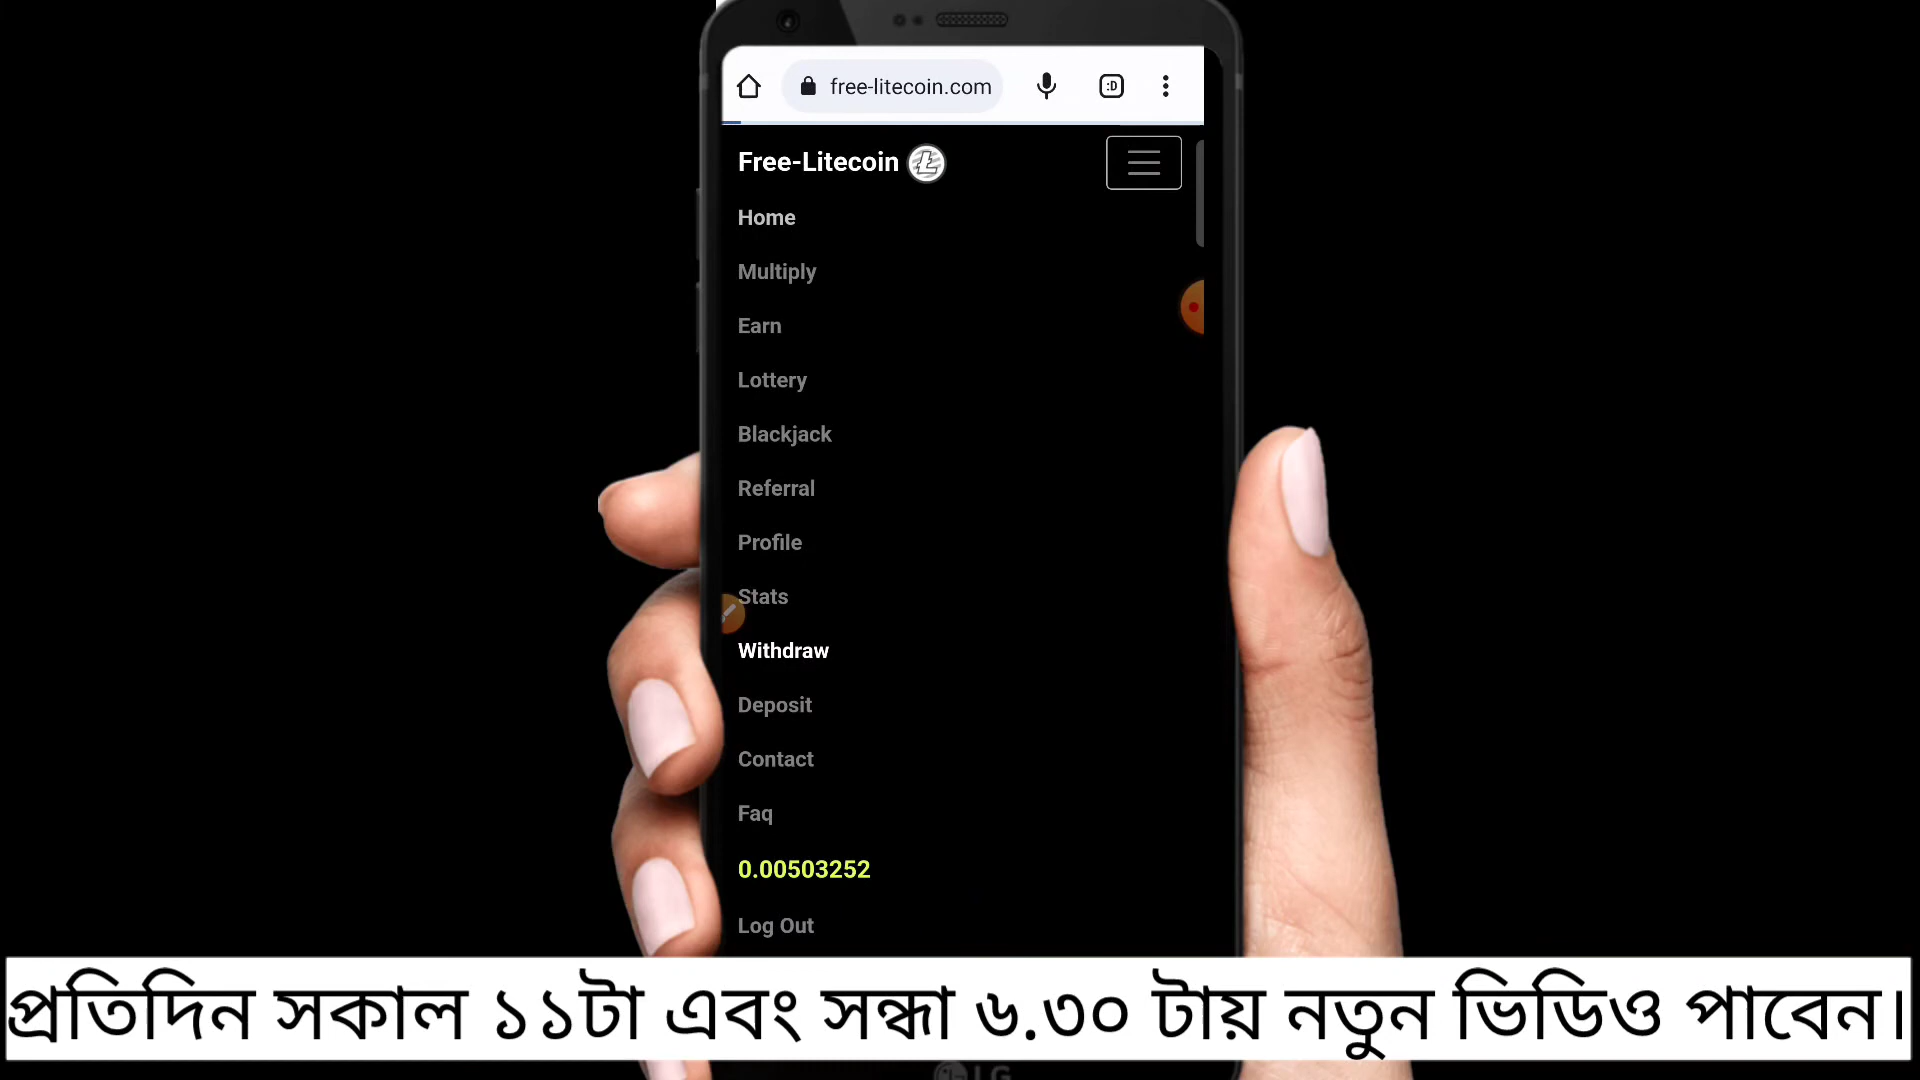 free-litecoin.com
:D
Free-Litecoin
Home
Multiply
Earn
Lottery
Blackjack
Referral
Profile
Stats
Withdraw
Deposit
Contact
Faq
0.00503252
Log Out
প্রতিদিন সকাল ১১টা এবং সন্ধা ৬.৩০ টায় নতুন ভিডিও পাবেন।
LG